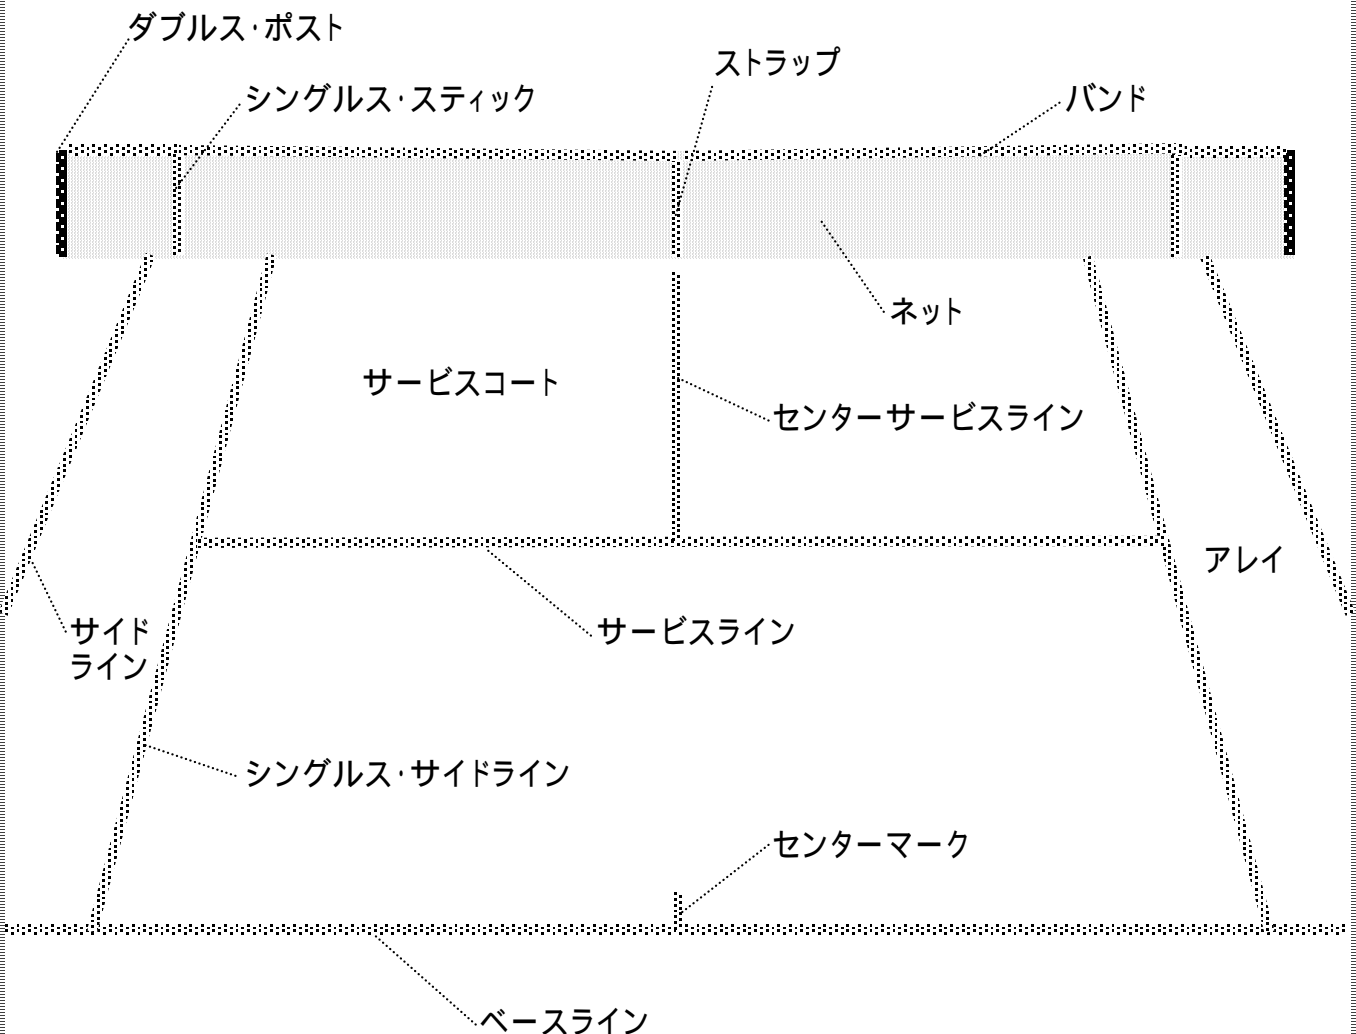 ダブルス・ポスト
ストラップ
シングルス・スティック
バンド
ネット
サービスコート
センターサービスライン
アレイ
サイド
ライン
サービスライン
シングルス・サイドライン
センターマーク
ベースライン